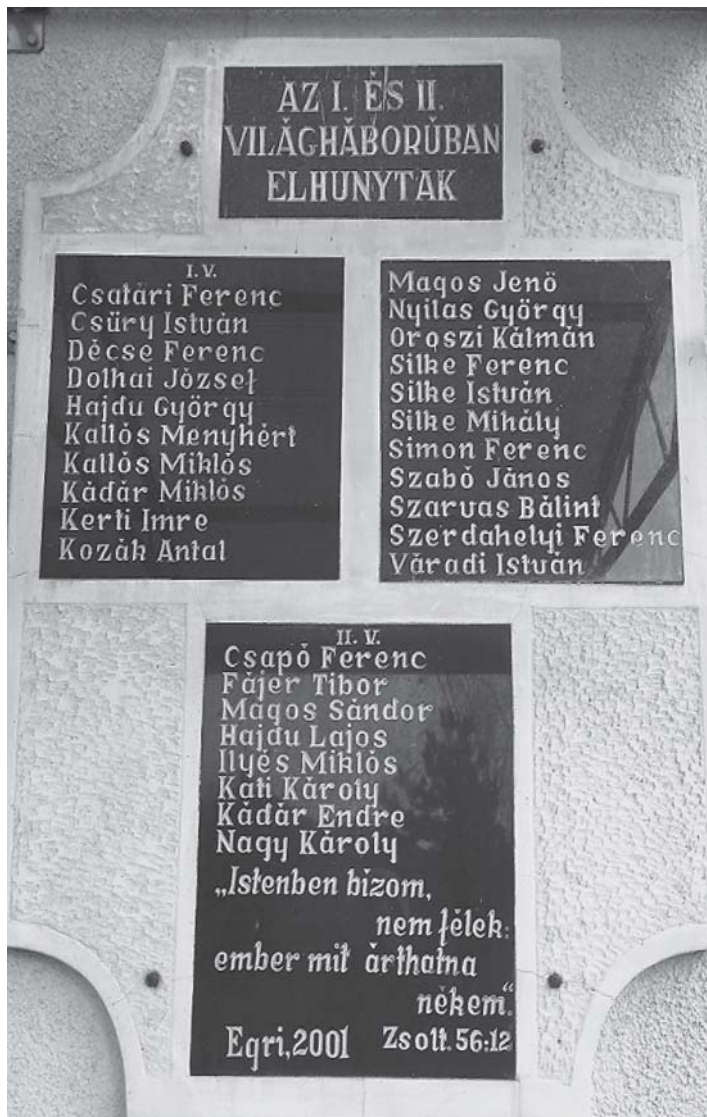 AZ I. ÉS II.
VILÁGHÁBORÚBAN
ELHUNYTAK
I.V.
Csatári Ferenc
Csűry István
Décse Ferenc
Dolhai József
Hajdu György
Kallós Menyhért
Kallós Miklós
Kádár Miklós
Kerti Imre
Kozák Antal
Magos Jenő
Nyilas György
Oroszi Kálmán
Silke Ferenc
Silke István
Silke Mihály
Simon Ferenc
Szabó János
Szarvas Bálint
Szerdahelyi Ferenc
Váradi István
II. V.
Csapó Ferenc
Fájer Tibor
Magos Sándor
Hajdu Lajos
Ilyés Miklós
Kati Károly
Kádár Endre
Nagy Károly
„Istenben bízom,
nem félek:
ember mit árthatna
nékem.”
Egri, 2001 Zsolt. 56:12